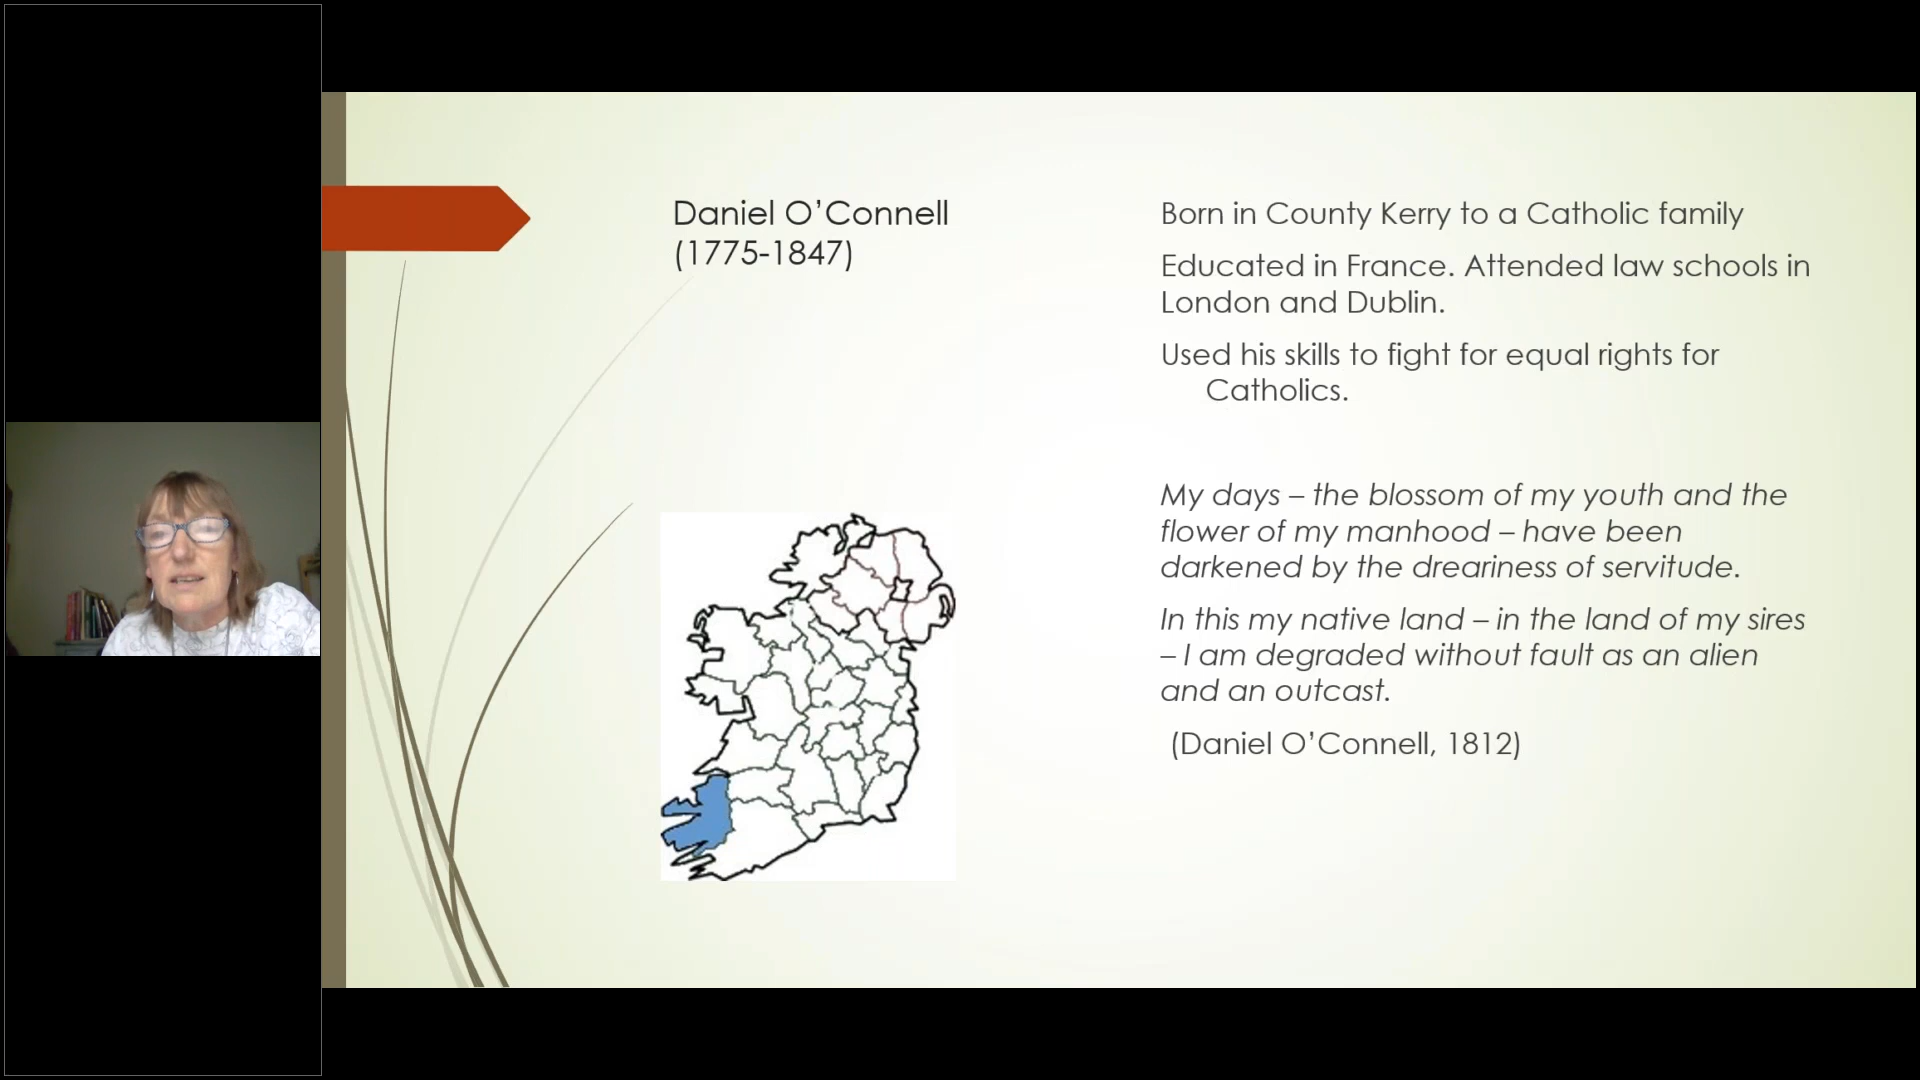 Daniel O’Connell
(1775-1847)
Born in County Kerry to a Catholic family
Educated in France. Attended law schools in
London and Dublin.
Used his skills to fight for equal rights for
Catholics.
My days – the blossom of my youth and the
flower of my manhood – have been
darkened by the dreariness of servitude.
In this my native land – in the land of my sires
– I am degraded without fault as an alien
and an outcast.
(Daniel O’Connell, 1812)